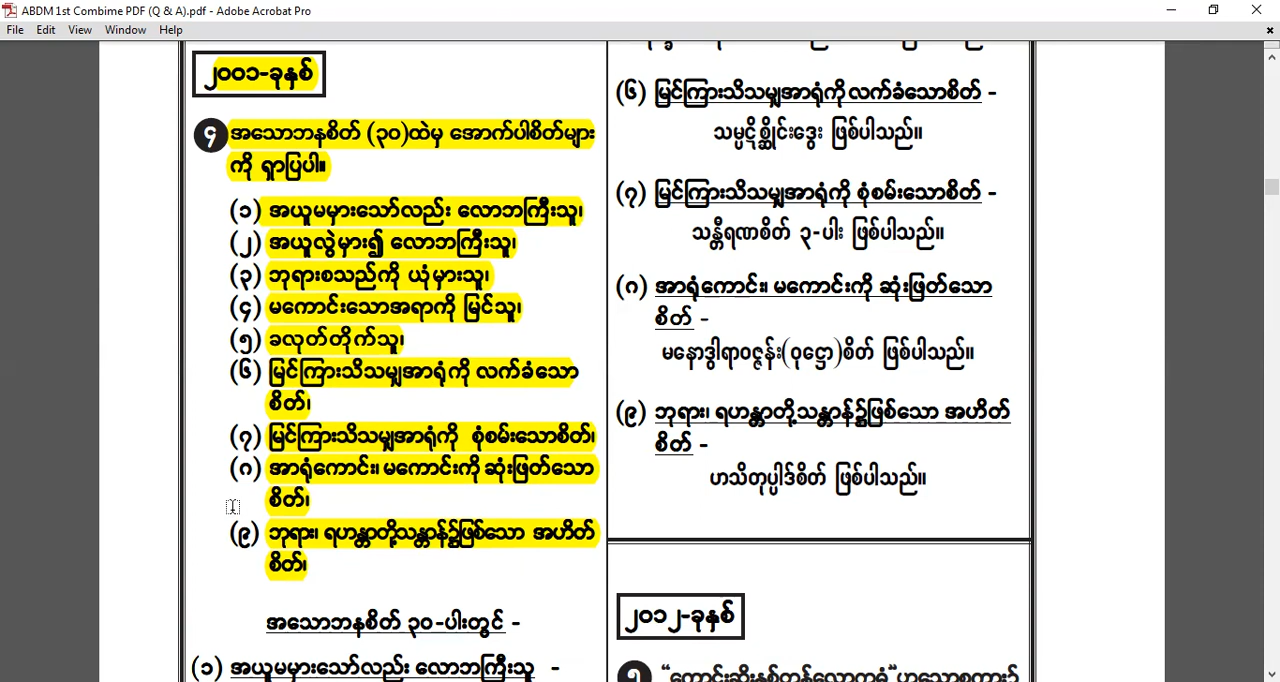 ABDM 1st Combime PDF (Q & A).pdf - Adobe Acrobat Pro
File Edit View Window Help
၂၀၀၁-ခုနှစ်
၄ အသောဘနစိတ် (၃၀)ထဲမှ အောက်ပါစိတ်များ
ကို ရှာပြပါ။
(၁) အယူမမှားသော်လည်း လောဘကြီးသူ၊
(၂) အယူလွဲမှား၍ လောဘကြီးသူ၊
(၃) ဘုရားစသည်ကို ယုံမှားသူ၊
(၄) မကောင်းသောအရာကို မြင်သူ၊
(၅) ခလုတ်တိုက်သူ၊
(၆) မြင်ကြားသိသမျှအာရုံကို လက်ခံသော
စိတ်၊
(၇) မြင်ကြားသိသမျှအာရုံကို စုံစမ်းသောစိတ်၊
(၈) အာရုံကောင်း၊ မကောင်းကို ဆုံးဖြတ်သော
စိတ်၊
(၉) ဘုရား၊ ရဟန္တာတို့သန္တာန်၌ဖြစ်သော အဟိတ်
စိတ်၊
အသောဘနစိတ် ၃၀-ပါးတွင် -
(၁) အယူမမှားသော်လည်း လောဘကြီးသူ -
(၆) မြင်ကြားသိသမျှအာရုံကို လက်ခံသောစိတ် -
သမ္ပဋိစ္ဆိုင်းဒွေး ဖြစ်ပါသည်။
(၇) မြင်ကြားသိသမျှအာရုံကို စုံစမ်းသောစိတ် -
သန္တီရဏစိတ် ၃-ပါး ဖြစ်ပါသည်။
(၈) အာရုံကောင်း၊ မကောင်းကို ဆုံးဖြတ်သော
စိတ် -
မနောဒွါရာဝဇ္ဇန်း(ဝုဋ္ဌော)စိတ် ဖြစ်ပါသည်။
(၉) ဘုရား၊ ရဟန္တာတို့သန္တာန်၌ဖြစ်သော အဟိတ်
စိတ် -
ဟသိတုပ္ပါဒ်စိတ် ဖြစ်ပါသည်။
၂၀၁၂-ခုနှစ်